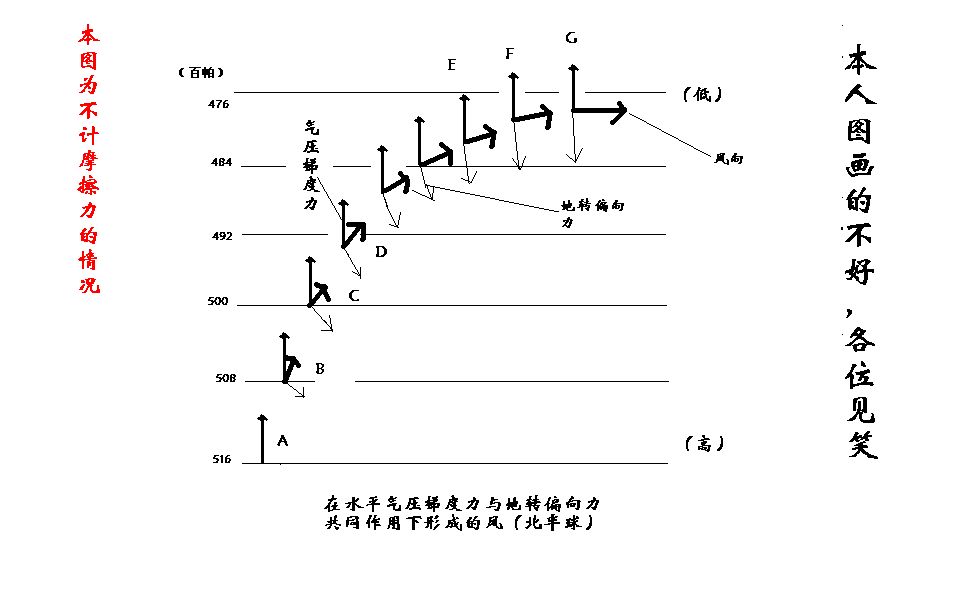 本图为不计摩擦力的情况
（百帕）
476
484
492
500
508
516
A
B
C
D
E
F
G
气压梯度力
地转偏向
力
风向
（低）
（高）
在水平气压梯度力与地转偏向力
共同作用下形成的风（北半球）
本人图画的不好，各位见笑